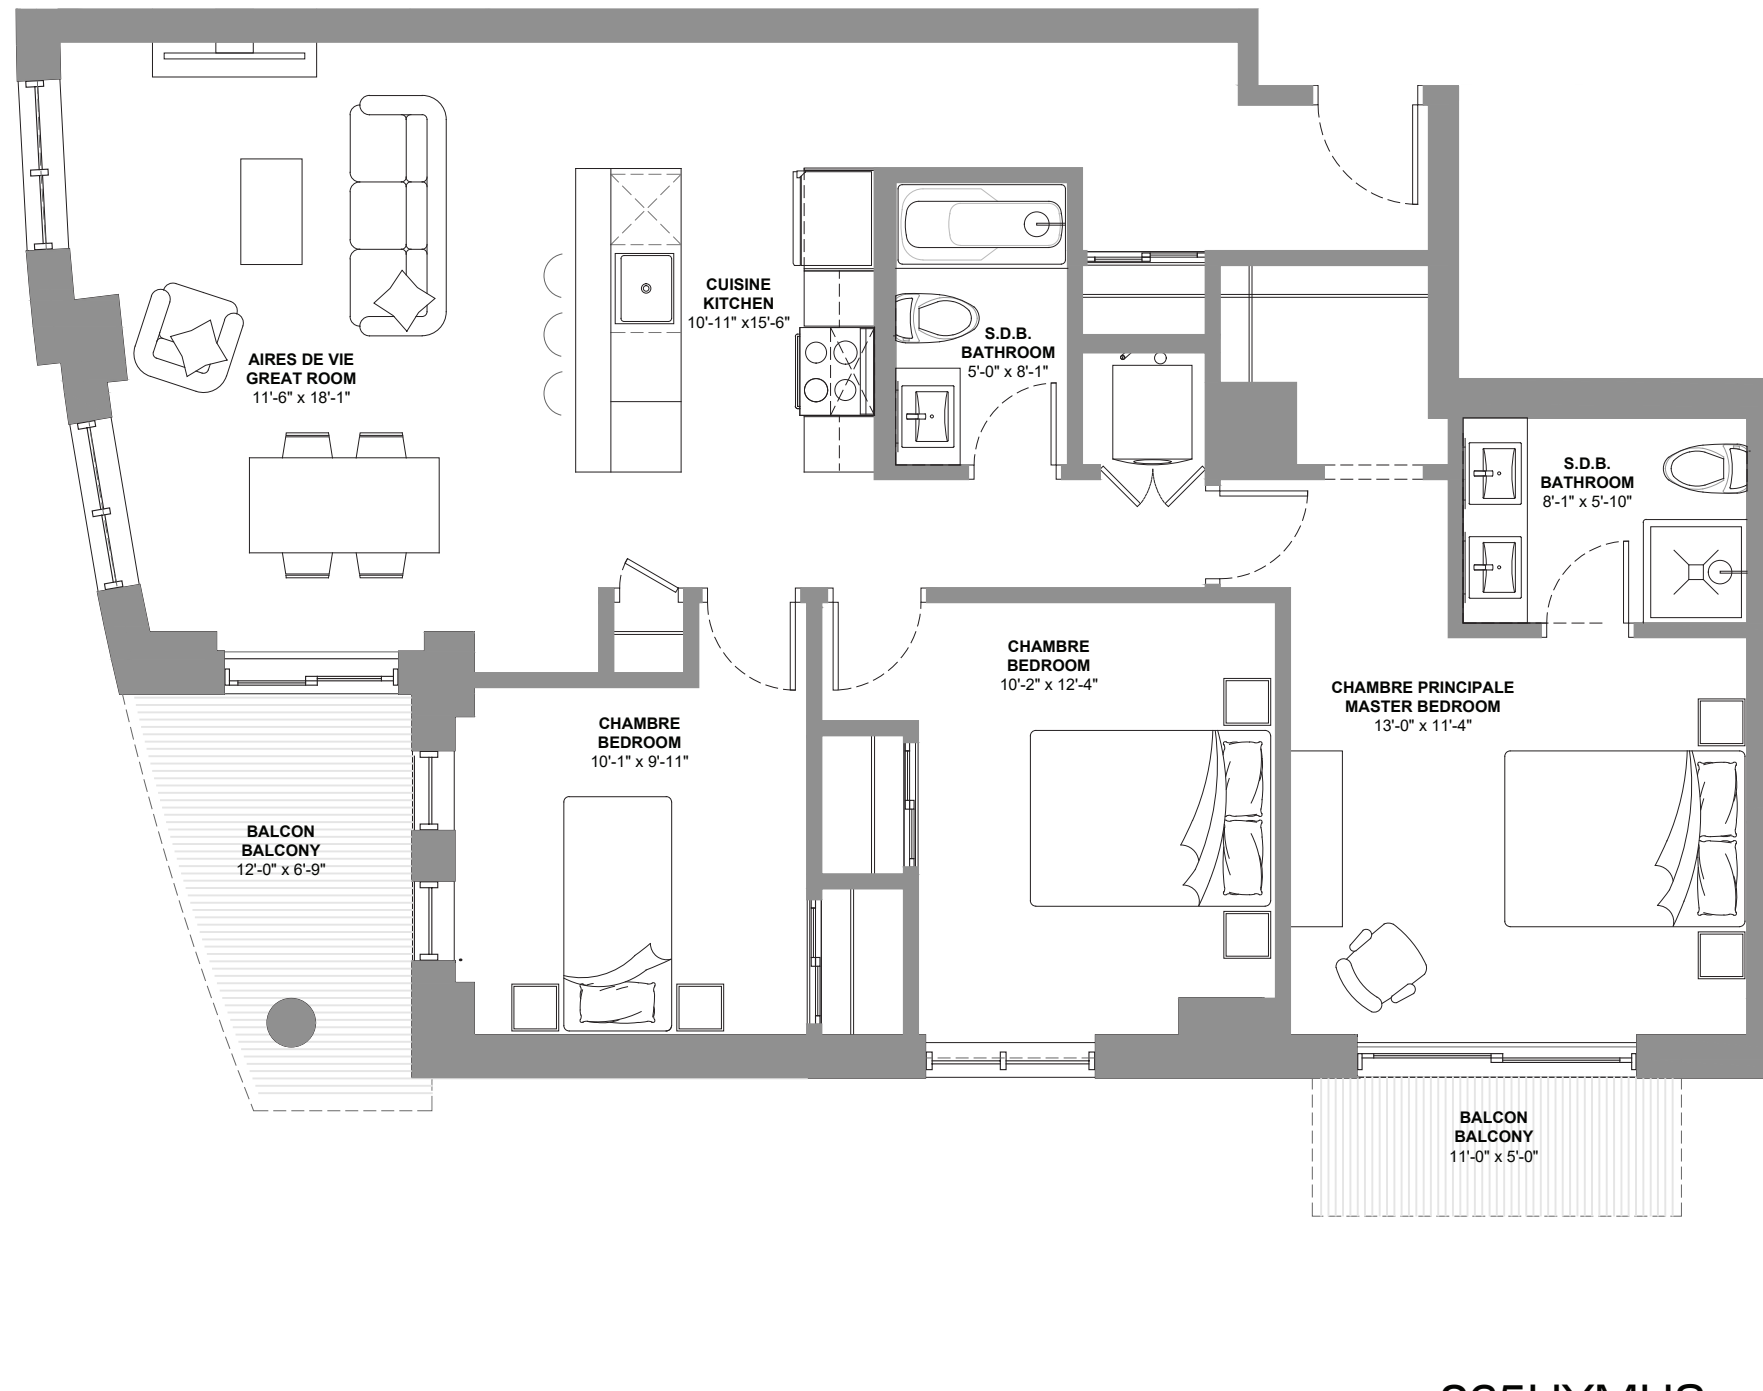 CUISINE
KITCHEN
10'-11" x15'-6"
S.D.B.
BATHROOM
5'-0" x 8'-1"
AIRES DE VIE
GREAT ROOM
11'-6" x 18'-1"
S.D.B.
BATHROOM
8'-1" x 5'-10"
CHAMBRE
BEDROOM
10'-2" x 12'-4"
CHAMBRE PRINCIPALE
MASTER BEDROOM
13'-0" x 11'-4"
CHAMBRE
BEDROOM
10'-1" x 9'-11"
BALCON
BALCONY
12'-0" x 6'-9"
BALCON
BALCONY
11'-0" x 5'-0"